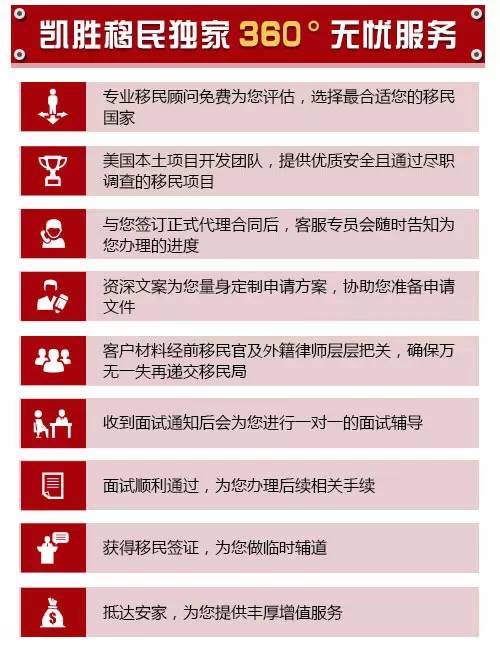 凯胜移民独家360°无忧服务
专业移民顾问免费为您评估，选择最合适您的移民
国家
美国本土项目开发团队，提供优质安全且通过尽职
调查的移民项目
与您签订正式代理合同后，客服专员会随时告知为
您办理的进度
资深文案为您量身定制申请方案，协助您准备申请
文件
客户材料经前移民官及外籍律师层层把关，确保万
无一失再递交移民局
收到面试通知后会为您进行一对一的面试辅导
面试顺利通过，为您办理后续相关手续
获得移民签证，为您做临时辅道
抵达安家，为您提供丰厚增值服务